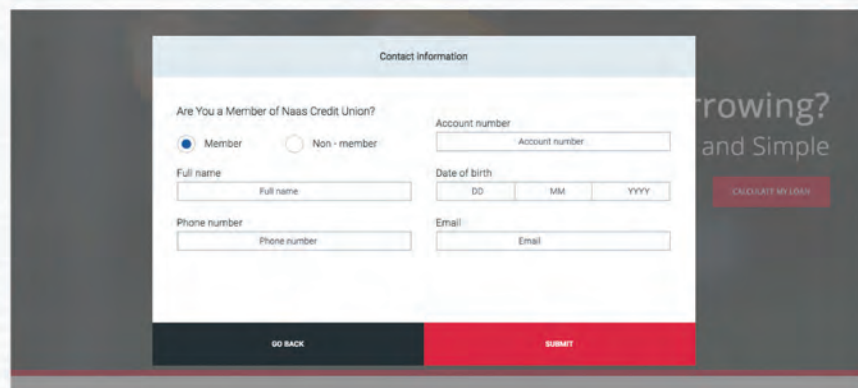 Contact information
Are You a Member of Naas Credit Union?
Member
Non - member
Account number
Account number
Full name
Full name
Date of birth
DD
MM
YYYY
Phone number
Phone number
Email
Email
GO BACK
SUBMIT
rrowing?
and Simple
CALCULATE MY LOAN